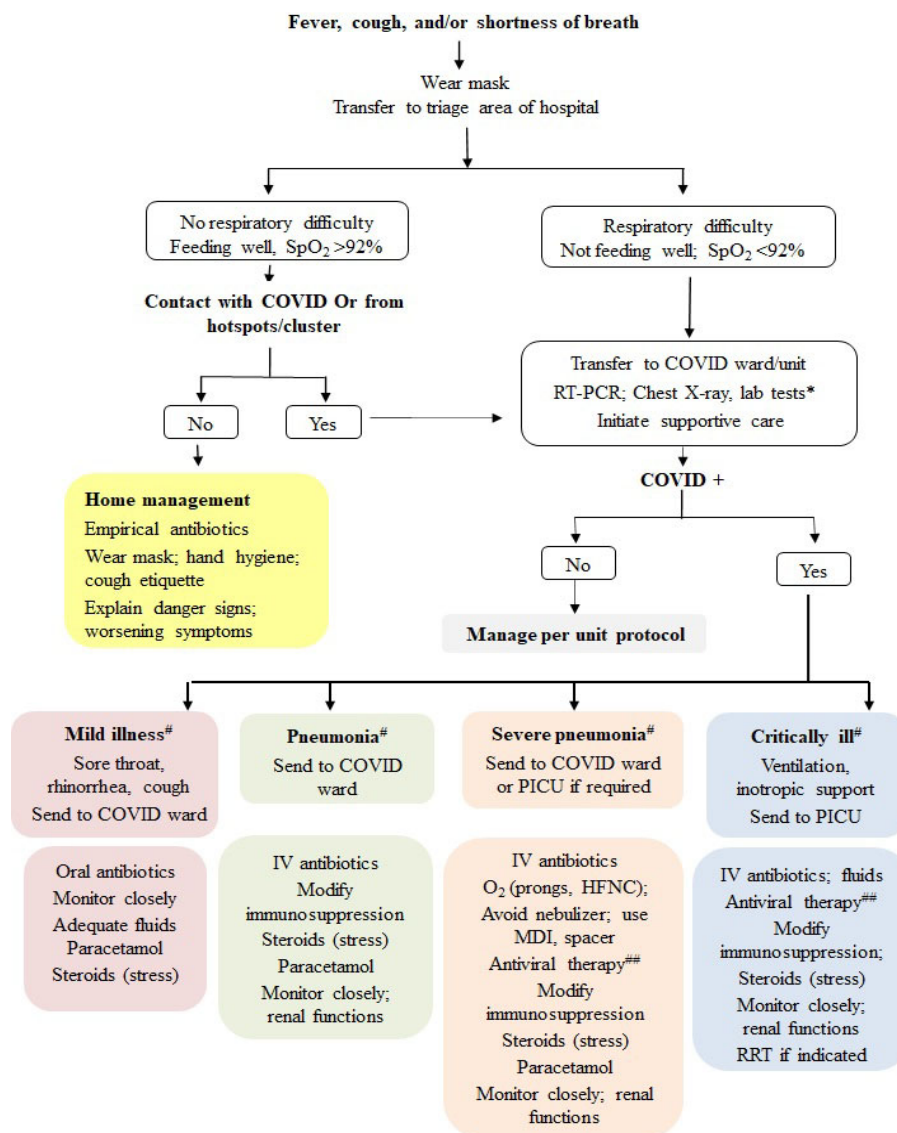 Fever, cough, and/or shortness of breath
Wear mask
Transfer to triage area of hospital
No respiratory difficulty
Feeding well, SpO₂ >92%
Respiratory difficulty
Not feeding well; SpO₂ <92%
Contact with COVID Or from
hotspots/cluster
Transfer to COVID ward/unit
RT-PCR; Chest X-ray, lab tests*
Initiate supportive care
No
Yes
COVID +
Home management
Empirical antibiotics
Wear mask; hand hygiene;
cough etiquette
Explain danger signs;
worsening symptoms
No
Yes
Manage per unit protocol
Mild illness#
Sore throat,
rhinorrhea, cough
Send to COVID ward
Oral antibiotics
Monitor closely
Adequate fluids
Paracetamol
Steroids (stress)
Pneumonia#
Send to COVID
ward
IV antibiotics
Modify
immunosuppression
Steroids (stress)
Paracetamol
Monitor closely;
renal functions
Severe pneumonia#
Send to COVID ward
or PICU if required
IV antibiotics
O₂ (prongs, HFNC);
Avoid nebulizer; use
MDI, spacer
Antiviral therapy##
Modify
immunosuppression
Steroids (stress)
Paracetamol
Monitor closely; renal
functions
Critically ill#
Ventilation,
inotropic support
Send to PICU
IV antibiotics; fluids
Antiviral therapy##
Modify
immunosuppression;
Steroids (stress)
Monitor closely;
renal functions
RRT if indicated